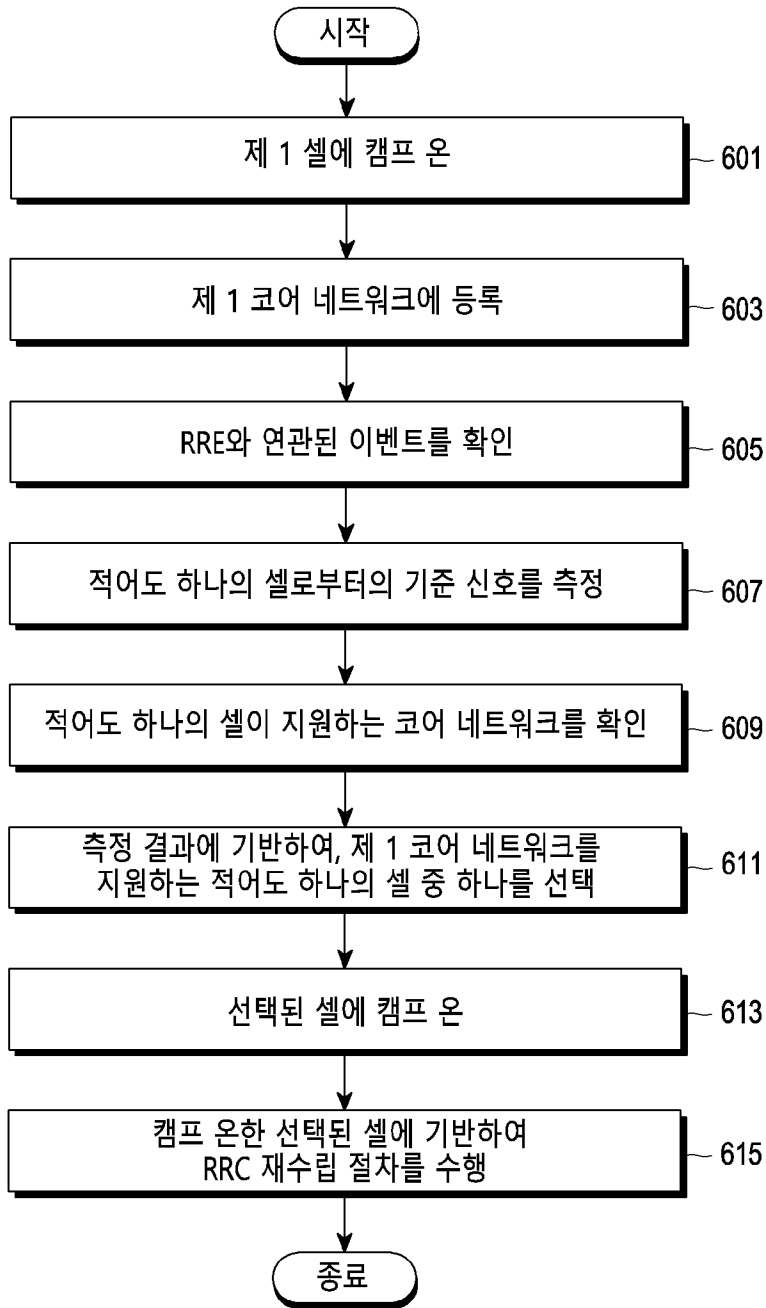 시작
제 1 셀에 캠프 온
601
제 1 코어 네트워크에 등록
603
RRE와 연관된 이벤트를 확인
605
적어도 하나의 셀로부터의 기준 신호를 측정
607
적어도 하나의 셀이 지원하는 코어 네트워크를 확인
609
측정 결과에 기반하여, 제 1 코어 네트워크를
지원하는 적어도 하나의 셀 중 하나를 선택
611
선택된 셀에 캠프 온
613
캠프 온한 선택된 셀에 기반하여
RRC 재수립 절차를 수행
615
종료